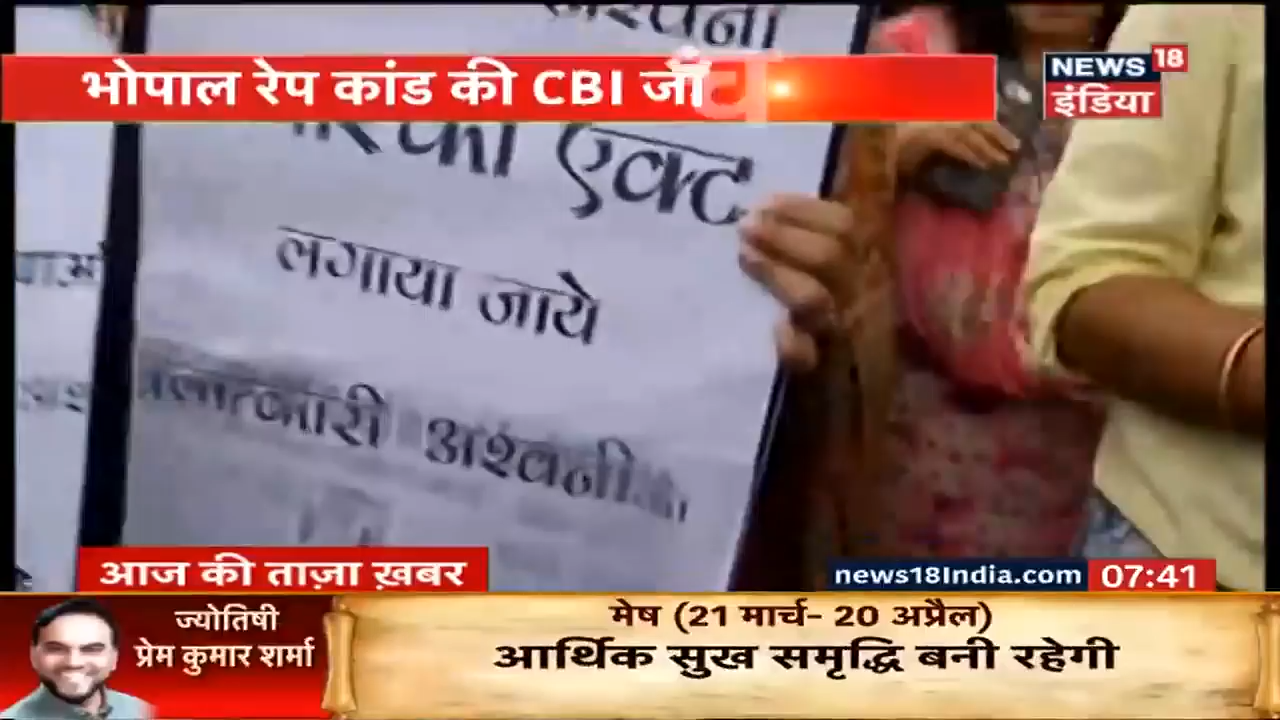 भोपाल रेप कांड की CBI जाँच
NEWS 18
इंडिया
एक्ट
लगाया जाये
बलात्कारी अश्वनी
आज की ताज़ा ख़बर
news18India.com 07:41
ज्योतिषी
प्रेम कुमार शर्मा
मेष (21 मार्च- 20 अप्रैल)
आर्थिक सुख समृद्धि बनी रहेगी